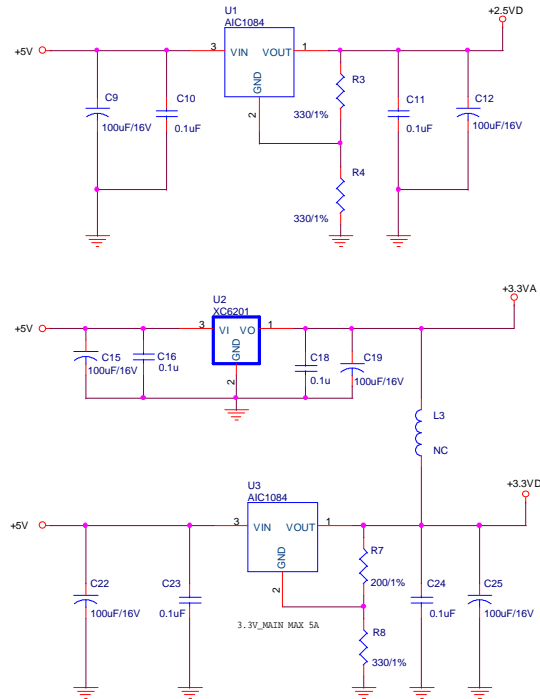 U1
AIC1084
+2.5VD
+5V
3
VIN
VOUT
1
GND
2
C9
100uF/16V
C10
0.1uF
R3
330/1%
C11
0.1uF
C12
100uF/16V
R4
330/1%
U2
XC6201
+3.3VA
+5V
3
VI
VO
1
GND
2
C15
100uF/16V
C16
0.1u
C18
0.1u
C19
100uF/16V
L3
NC
U3
AIC1084
+3.3VD
+5V
3
VIN
VOUT
1
GND
2
C22
100uF/16V
C23
0.1uF
R7
200/1%
C24
0.1uF
C25
100uF/16V
3.3V_MAIN MAX 5A
R8
330/1%